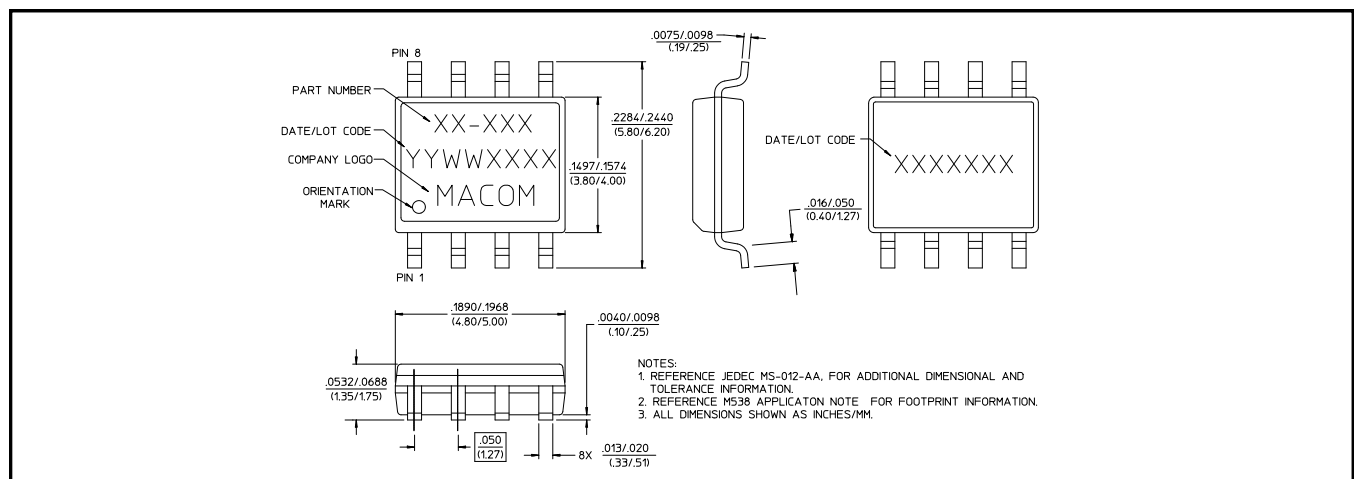 .0075/.0098
(.19/.25)
PIN 8
PART NUMBER
XX-XXX
DATE/LOT CODE
YYWWXXXX
COMPANY LOGO
MACOM
ORIENTATION
MARK
PIN 1
.2284/.2440
(5.80/6.20)
.1497/.1574
(3.80/4.00)
.016/.050
(0.40/1.27)
DATE/LOT CODE
XXXXXXX
.1890/.1968
(4.80/5.00)
.0040/.0098
(.10/.25)
.0532/.0688
(1.35/1.75)
.050
(1.27)
8X .013/.020
(.33/.51)
NOTES:
1. REFERENCE JEDEC MS-012-AA, FOR ADDITIONAL DIMENSIONAL AND
TOLERANCE INFORMATION.
2. REFERENCE M538 APPLICATON NOTE FOR FOOTPRINT INFORMATION.
3. ALL DIMENSIONS SHOWN AS INCHES/MM.